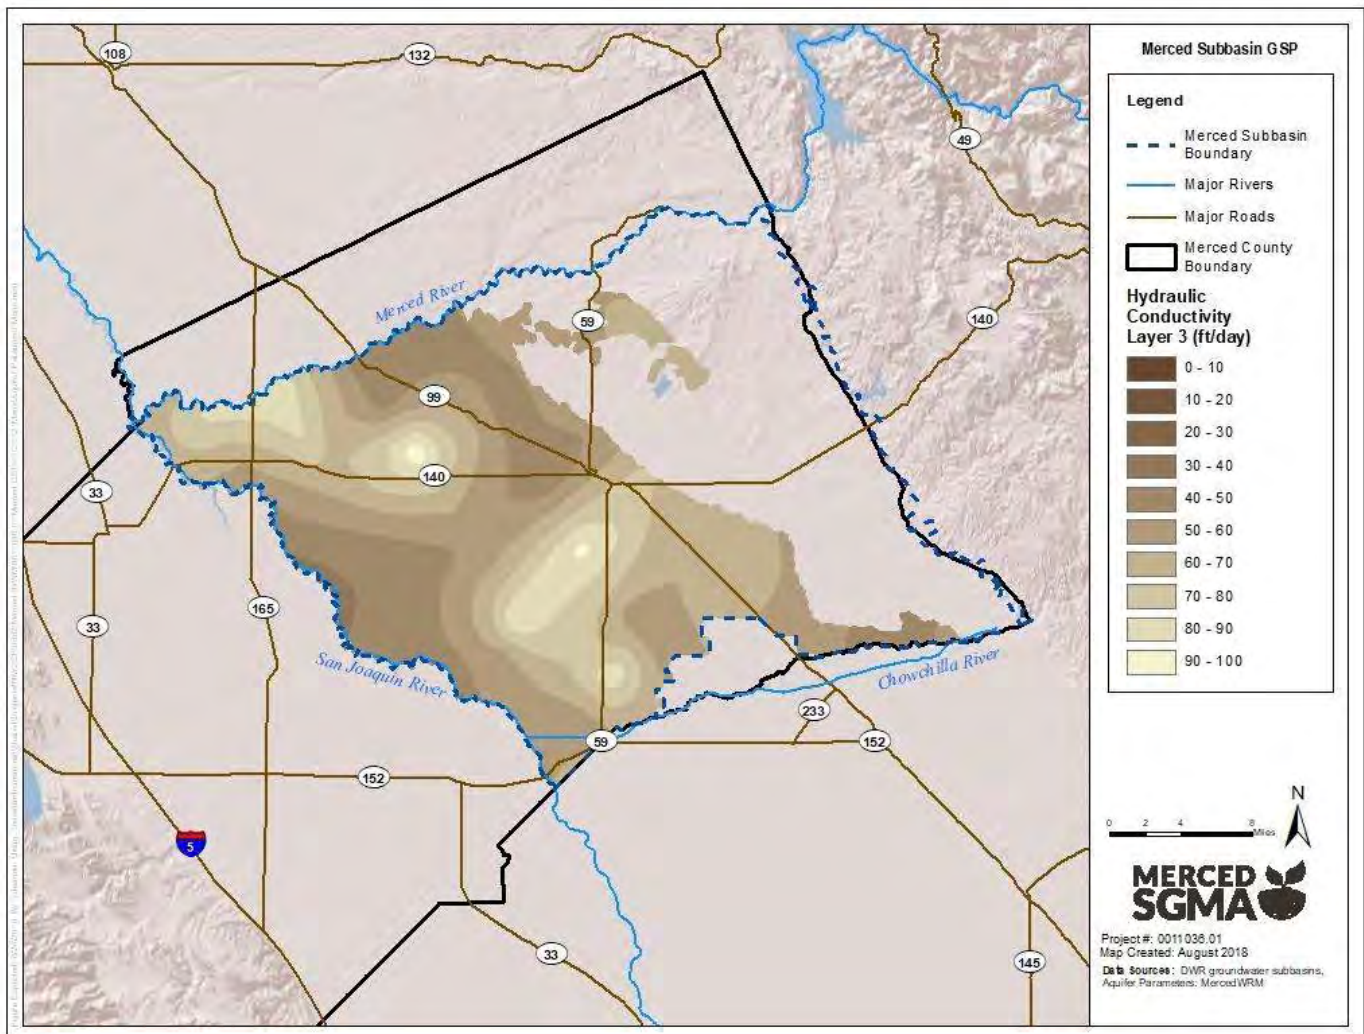 Merced Subbasin GSP
Legend
Merced Subbasin
Boundary
Major Rivers
Major Roads
Merced County
Boundary
Hydraulic
Conductivity
Layer 3 (ft/day)
0 - 10
10 - 20
20 - 30
30 - 40
40 - 50
50 - 60
60 - 70
70 - 80
80 - 90
90 - 100
108
132
49
Merced River
59
140
99
140
33
165
33
San Joaquin River
Chowchilla River
233
59
152
152
5
33
145
N
0 2 4 8
Miles
MERCED
SGMA
Project #: 0011036.01
Map Created: August 2018
Data Sources: DWR groundwater subbasins,
Aquifer Parameters: MercedWRM